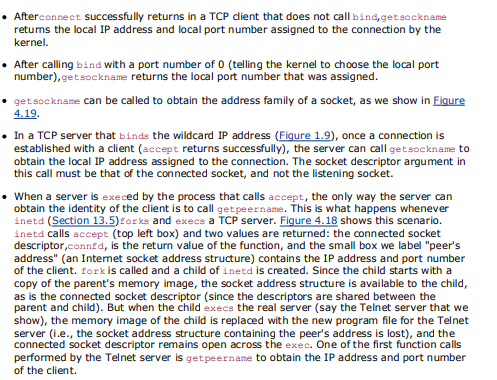 • Afterconnect successfully returns in a TCP client that does not call bind,getsockname
returns the local IP address and local port number assigned to the connection by the
kernel.
• After calling bind with a port number of 0 (telling the kernel to choose the local port
number),getsockname returns the local port number that was assigned.
• getsockname can be called to obtain the address family of a socket, as we show in Figure
4.19.
• In a TCP server that binds the wildcard IP address (Figure 1.9), once a connection is
established with a client (accept returns successfully), the server can call getsockname to
obtain the local IP address assigned to the connection. The socket descriptor argument in
this call must be that of the connected socket, and not the listening socket.
• When a server is execed by the process that calls accept, the only way the server can
obtain the identity of the client is to call getpeername. This is what happens whenever
inetd (Section 13.5)forks and execs a TCP server. Figure 4.18 shows this scenario.
inetd calls accept (top left box) and two values are returned: the connected socket
descriptor,connfd, is the return value of the function, and the small box we label "peer's
address" (an Internet socket address structure) contains the IP address and port number
of the client. fork is called and a child of inetd is created. Since the child starts with a
copy of the parent's memory image, the socket address structure is available to the child,
as is the connected socket descriptor (since the descriptors are shared between the
parent and child). But when the child execs the real server (say the Telnet server that we
show), the memory image of the child is replaced with the new program file for the Telnet
server (i.e., the socket address structure containing the peer's address is lost), and the
connected socket descriptor remains open across the exec. One of the first function calls
performed by the Telnet server is getpeername to obtain the IP address and port number
of the client.